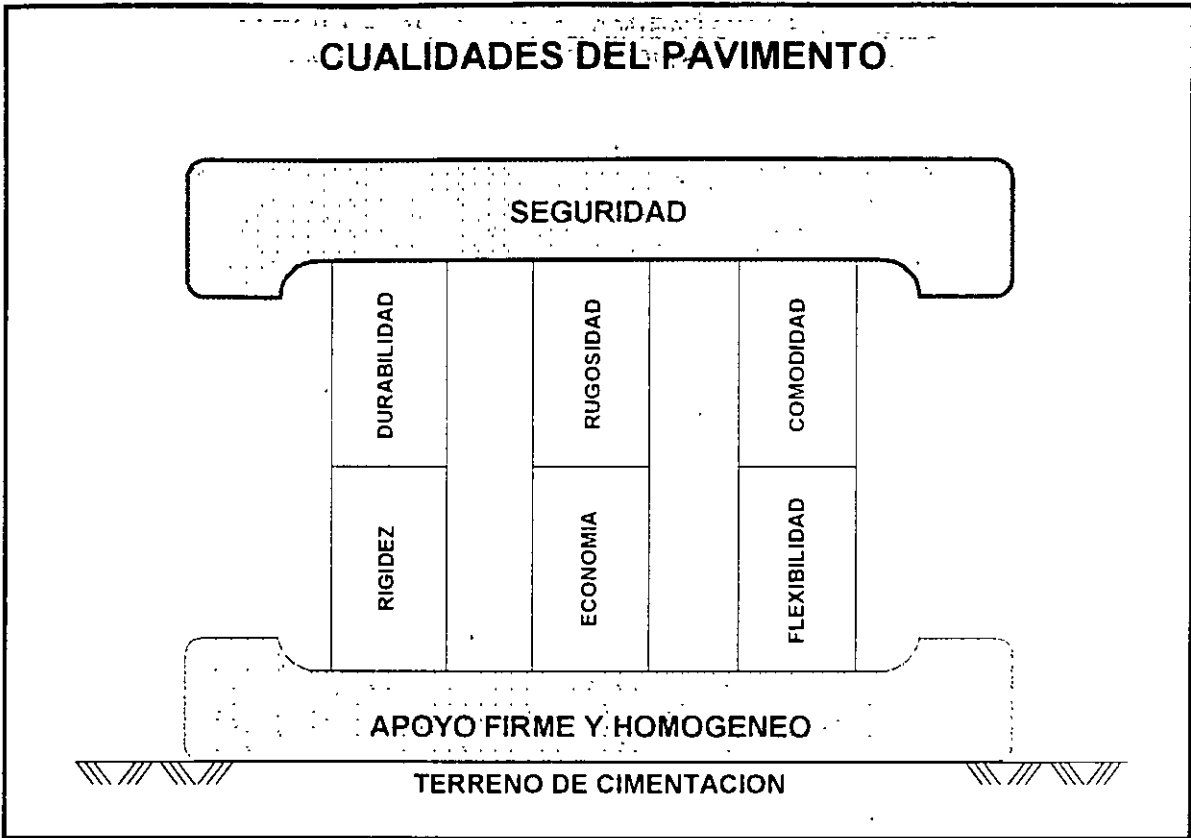 CUALIDADES DEL PAVIMENTO
SEGURIDAD
DURABILIDAD
RUGOSIDAD
COMODIDAD
RIGIDEZ
ECONOMIA
FLEXIBILIDAD
APOYO FIRME Y HOMOGENEO
TERRENO DE CIMENTACION